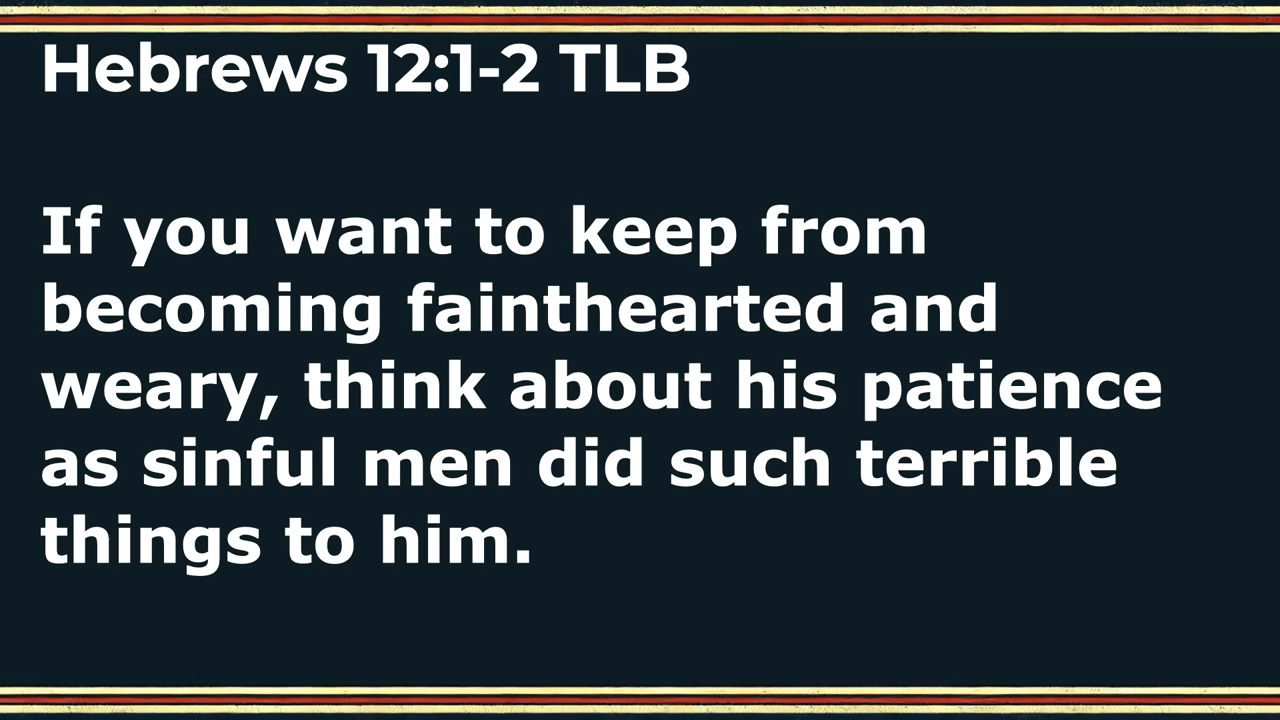 Hebrews 12:1-2 TLB
If you want to keep from
becoming fainthearted and
weary, think about his patience
as sinful men did such terrible
things to him.